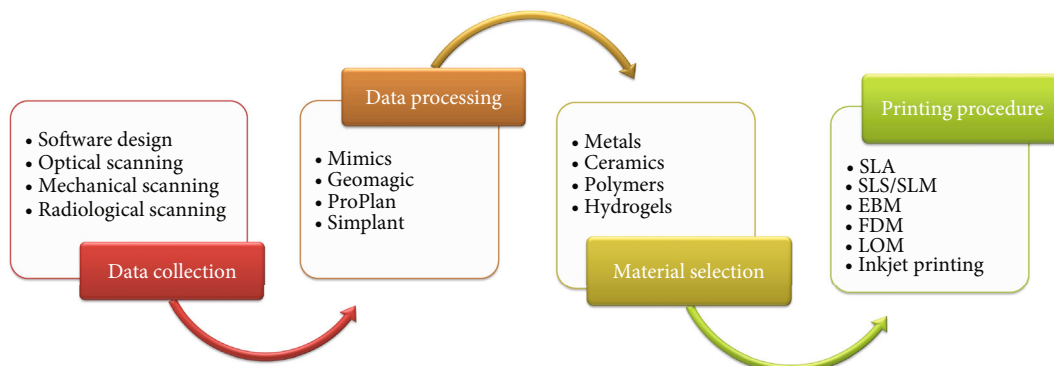 • Software design
• Optical scanning
• Mechanical scanning
• Radiological scanning
Data collection
Data processing
• Mimics
• Geomagic
• ProPlan
• Simplant
• Metals
• Ceramics
• Polymers
• Hydrogels
Material selection
Printing procedure
• SLA
• SLS/SLM
• EBM
• FDM
• LOM
• Inkjet printing